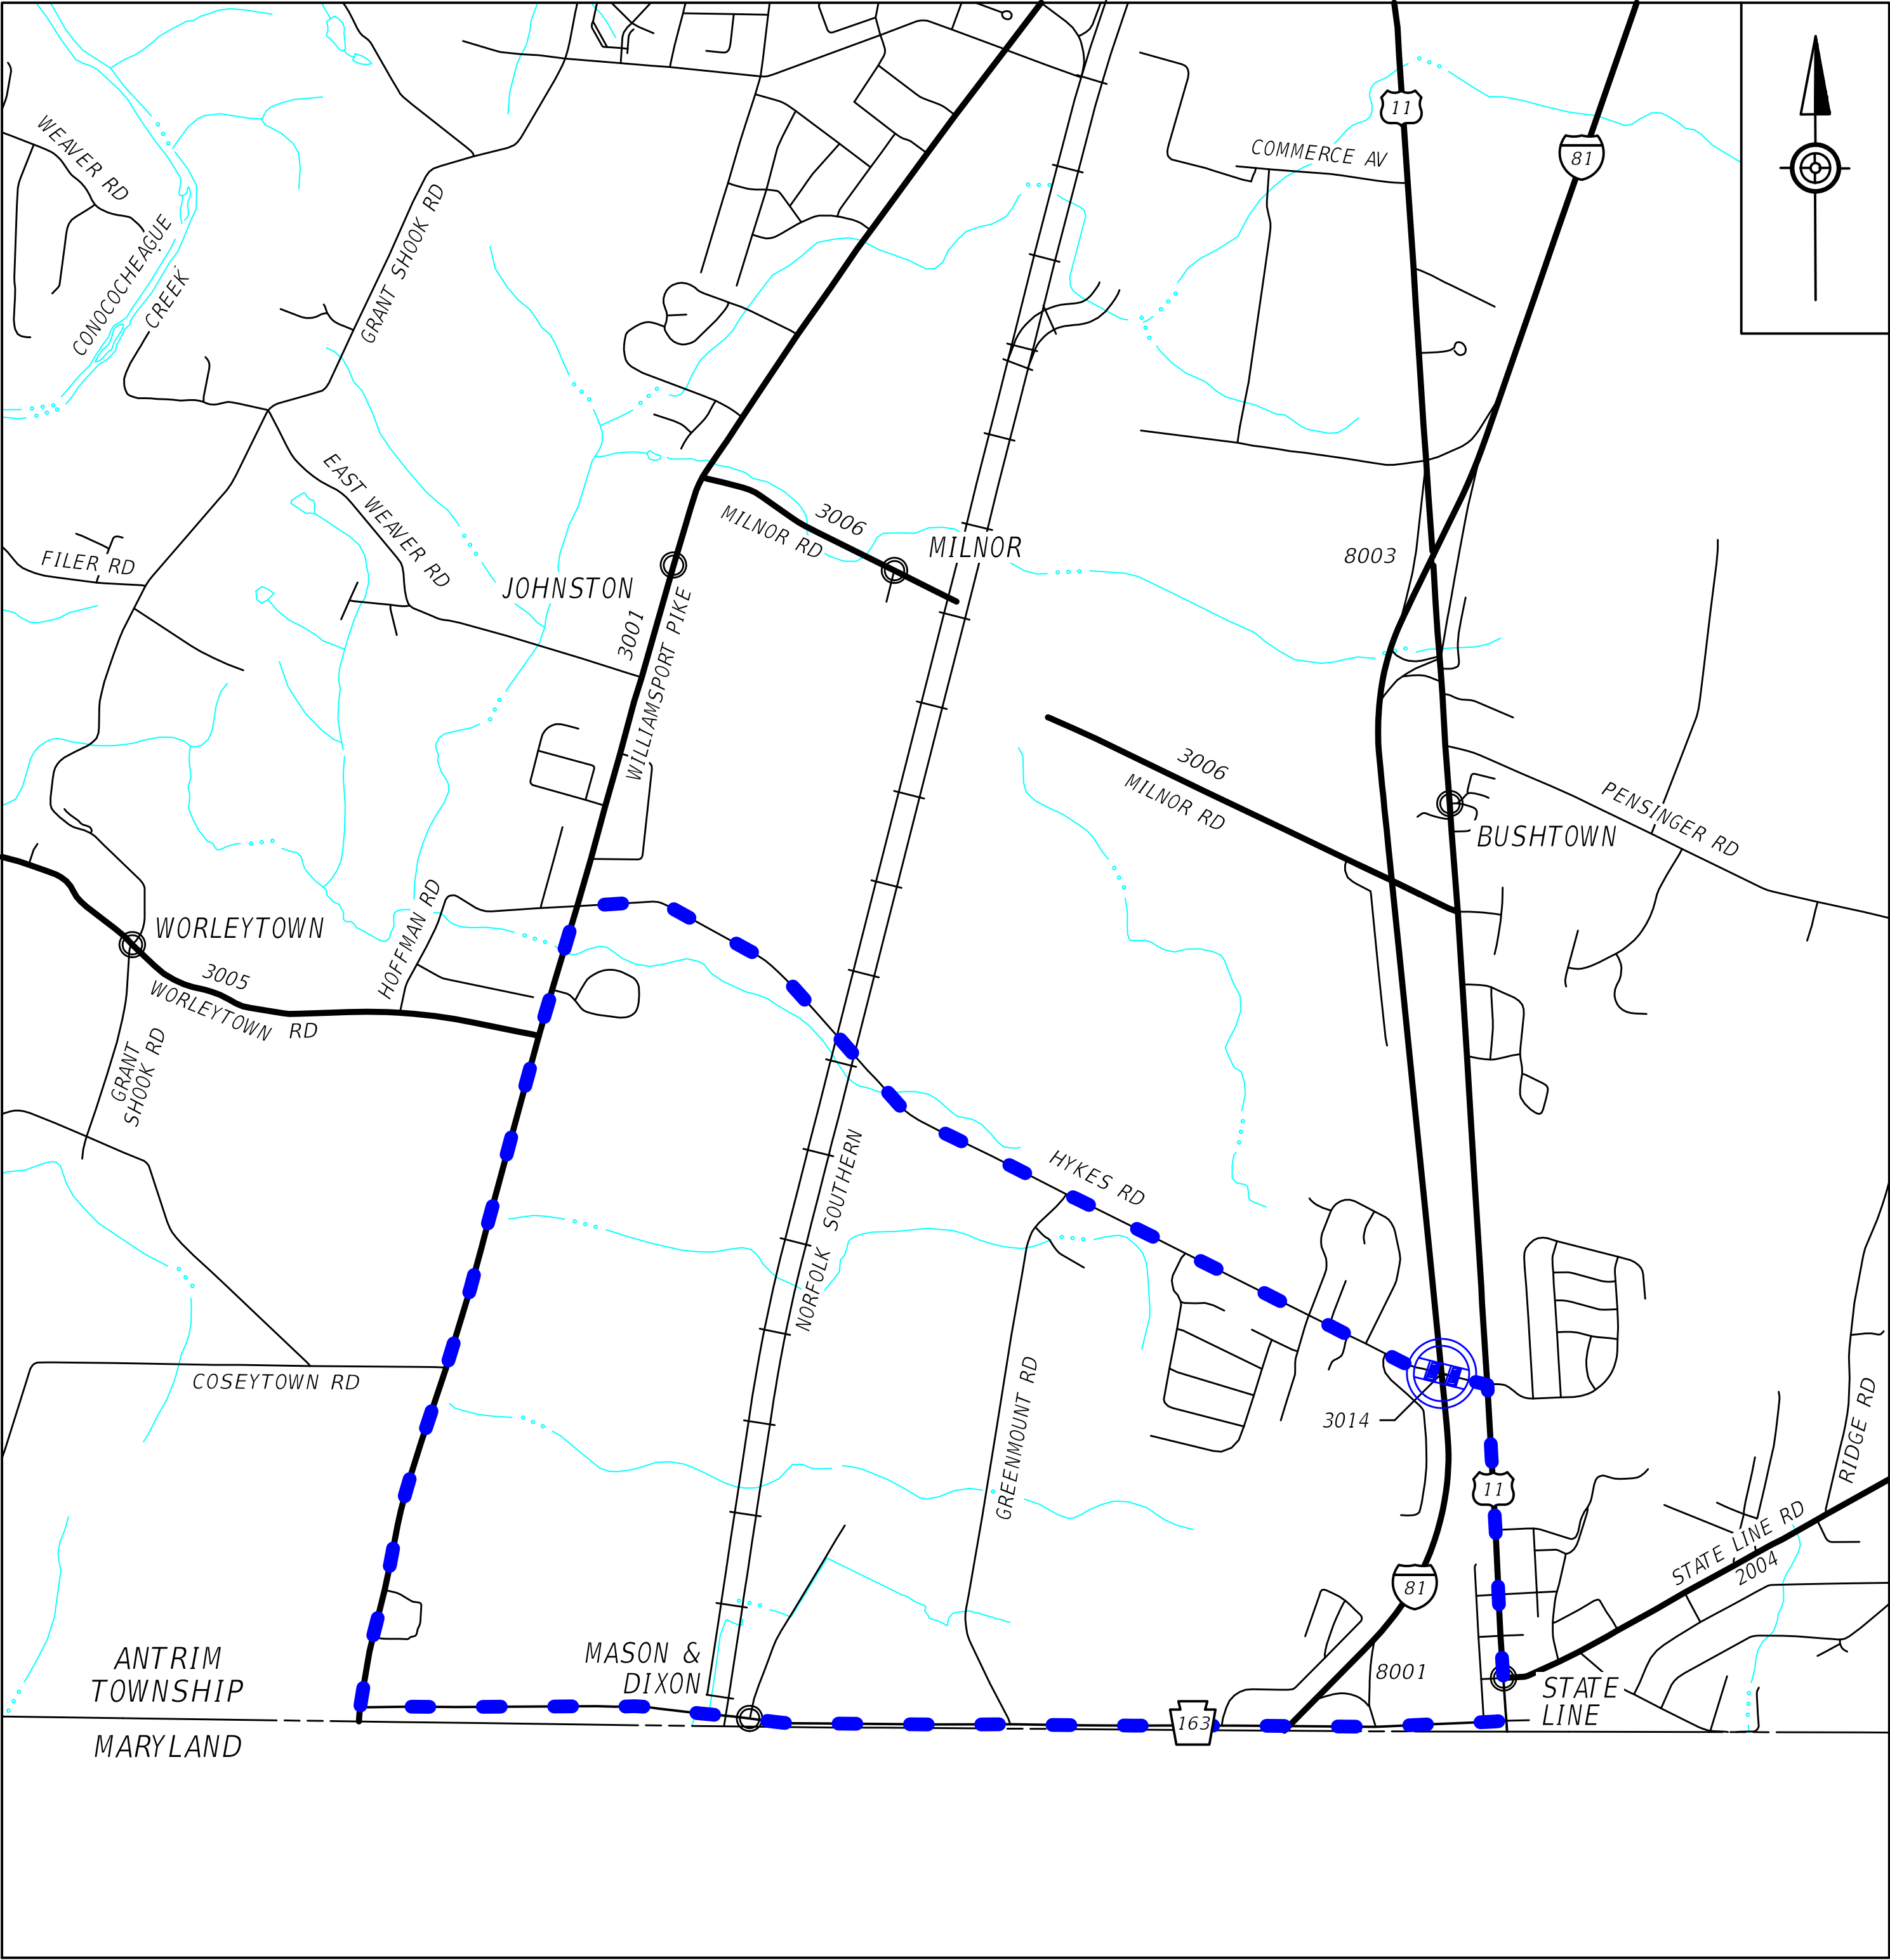 11
81
COMMERCE AV
WEAVER RD
CONOCOCHEAGUE
CREEK
GRANT SHOOK RD
EAST WEAVER RD
FILER RD
JOHNSTON
3001
WILLIAMSPORT PIKE
3006
MILNOR RD
MILNOR
8003
3006
MILNOR RD
PENSINGER RD
BUSHTOWN
WORLEYTOWN
3005
WORLEYTOWN RD
HOFFMAN RD
GRANT
SHOOK RD
NORFOLK SOUTHERN
HYKES RD
COSEYTOWN RD
GREENMOUNT RD
3014
RIDGE RD
11
STATE LINE RD
2004
81
ANTRIM
TOWNSHIP
MASON &
DIXON
8001
STATE
LINE
163
MARYLAND